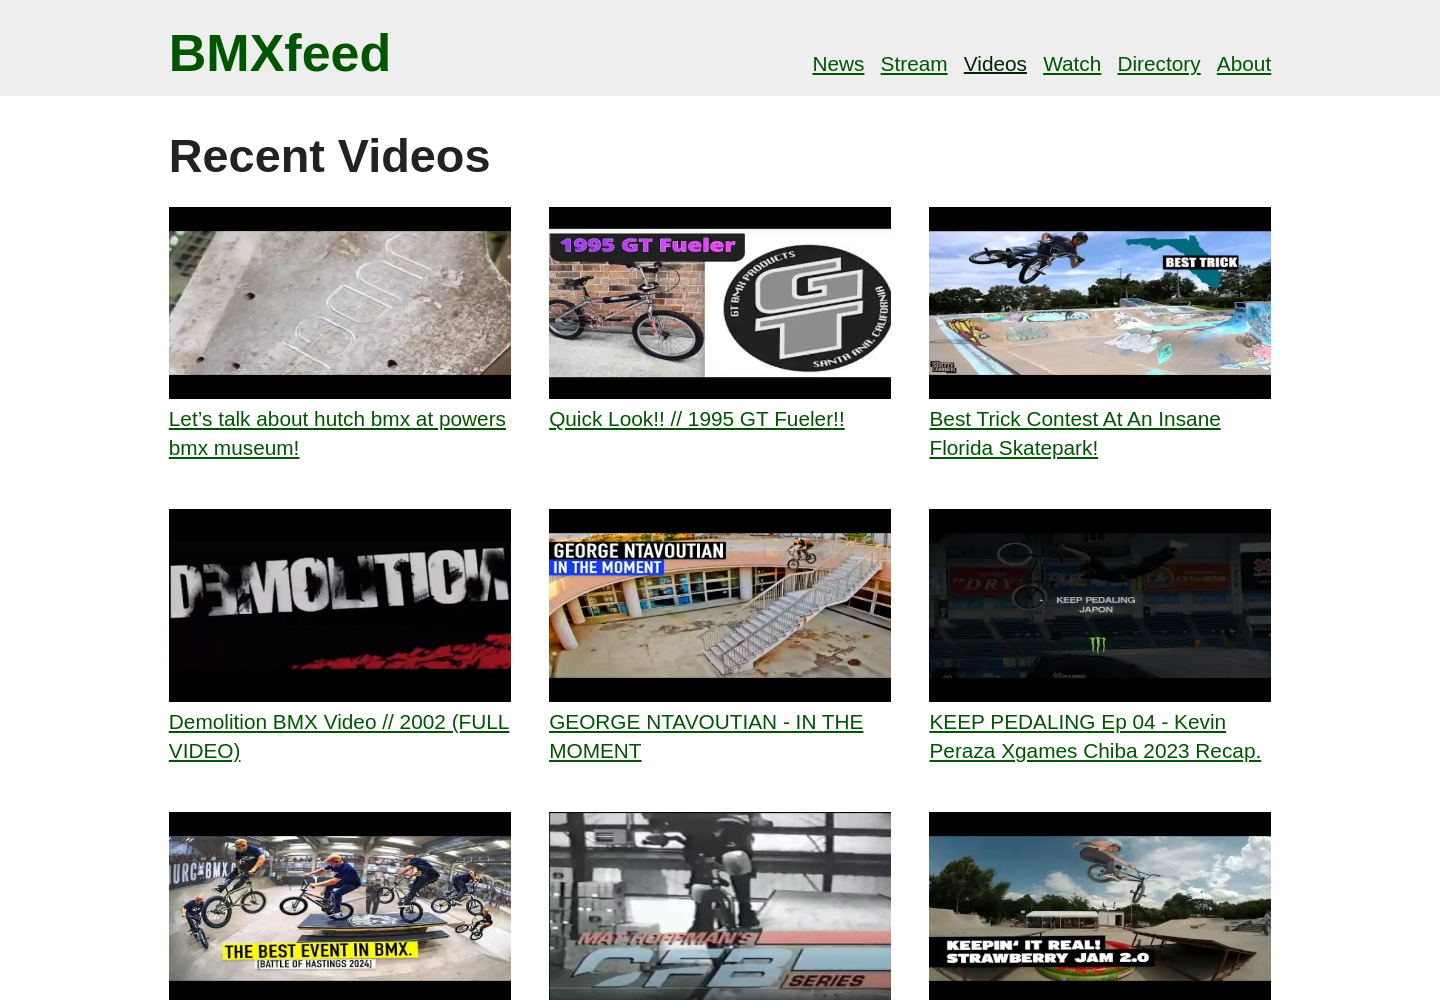 BMXfeed
News Stream Videos Watch Directory About
Recent Videos
1995 GT Fueler
GT BMX PRODUCTS
GT
SANTA ANA, CALIFORNIA
BEST TRICK
Let’s talk about hutch bmx at powers
bmx museum!
Quick Look!! // 1995 GT Fueler!!
Best Trick Contest At An Insane
Florida Skatepark!
DEMOLITION
GEORGE NTAVOUTIAN
IN THE MOMENT
"DRY"
KEEP PEDALING
JAPON
Demolition BMX Video // 2002 (FULL
VIDEO)
GEORGE NTAVOUTIAN - IN THE
MOMENT
KEEP PEDALING Ep 04 - Kevin
Peraza Xgames Chiba 2023 Recap.
THE BEST EVENT IN BMX.
[BATTLE OF HASTINGS 2024]
MAT HOFFMAN'S
CFB
SERIES
KEEPIN‘ IT REAL!
STRAWBERRY JAM 2.0